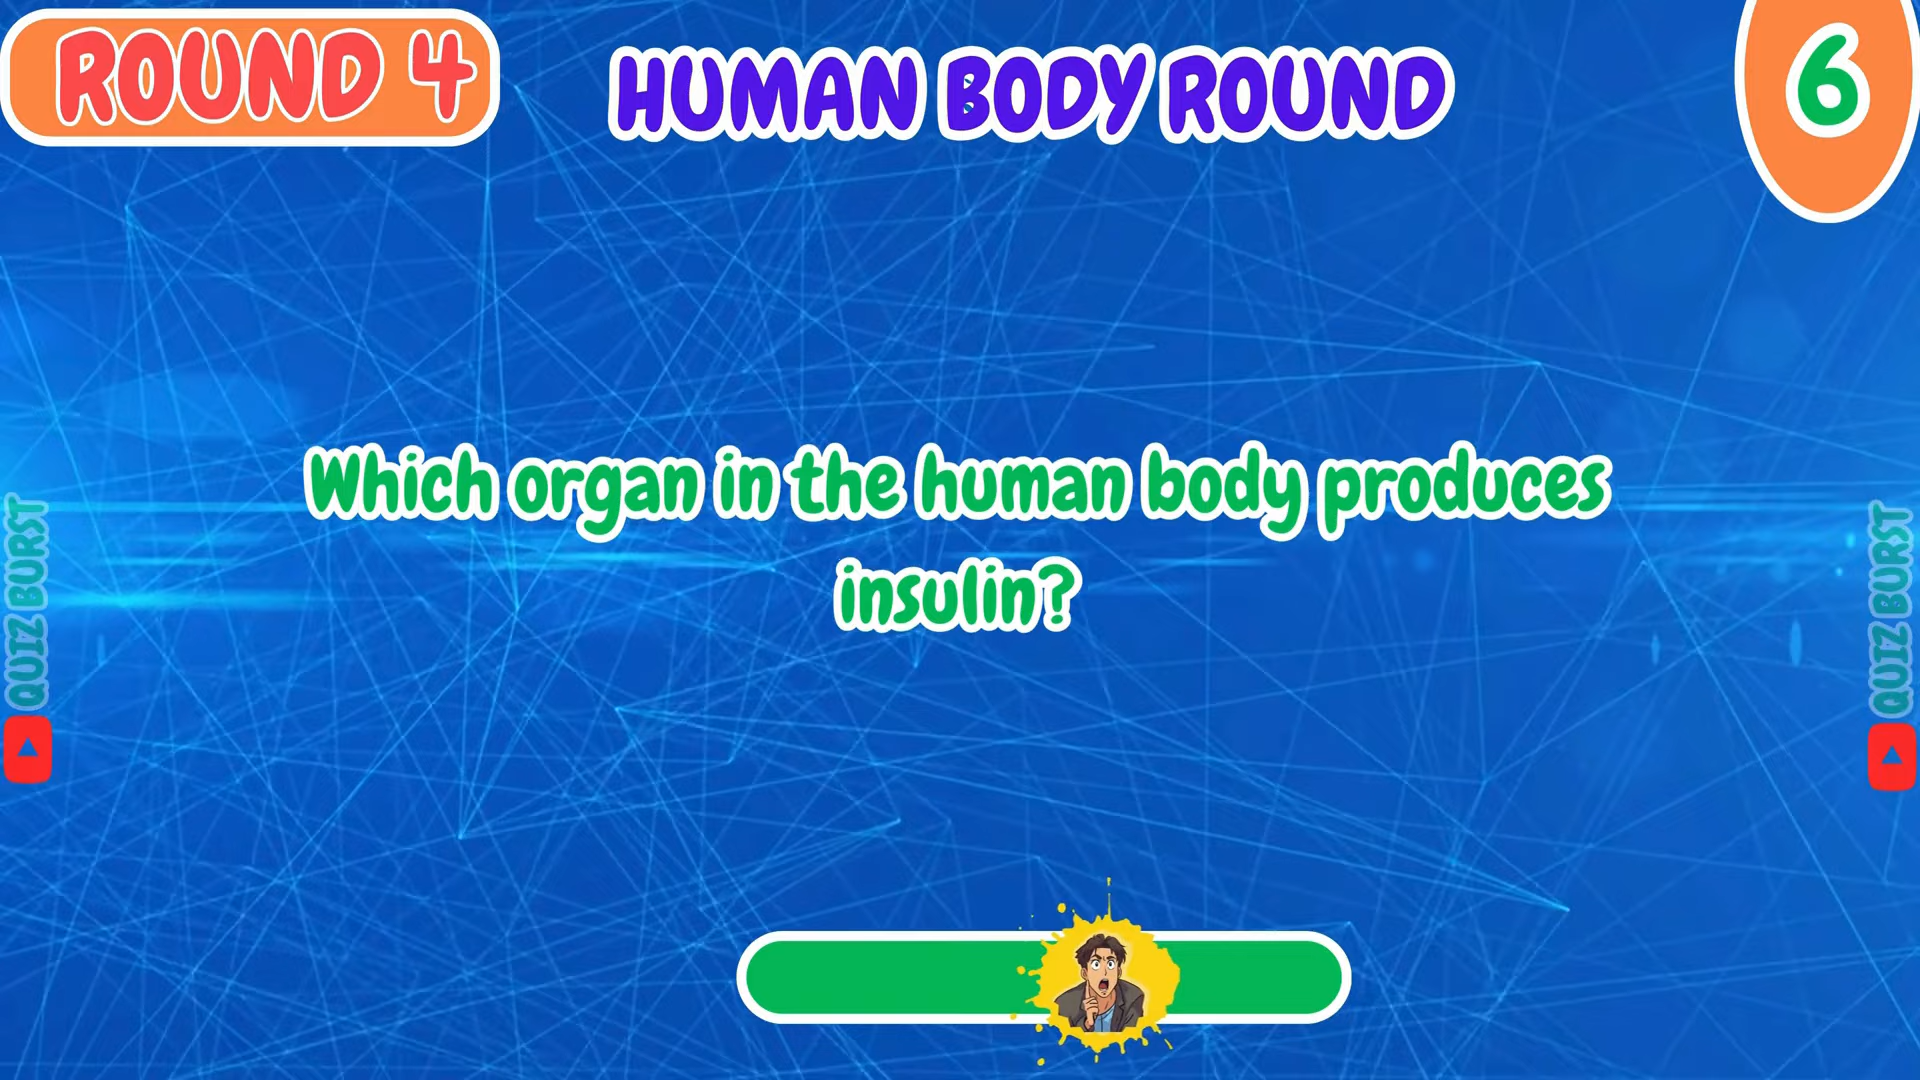 ROUND 4
HUMAN BODY ROUND
6
Which organ in the human body produces
insulin?
QUIZ BURST
QUIZ BURST